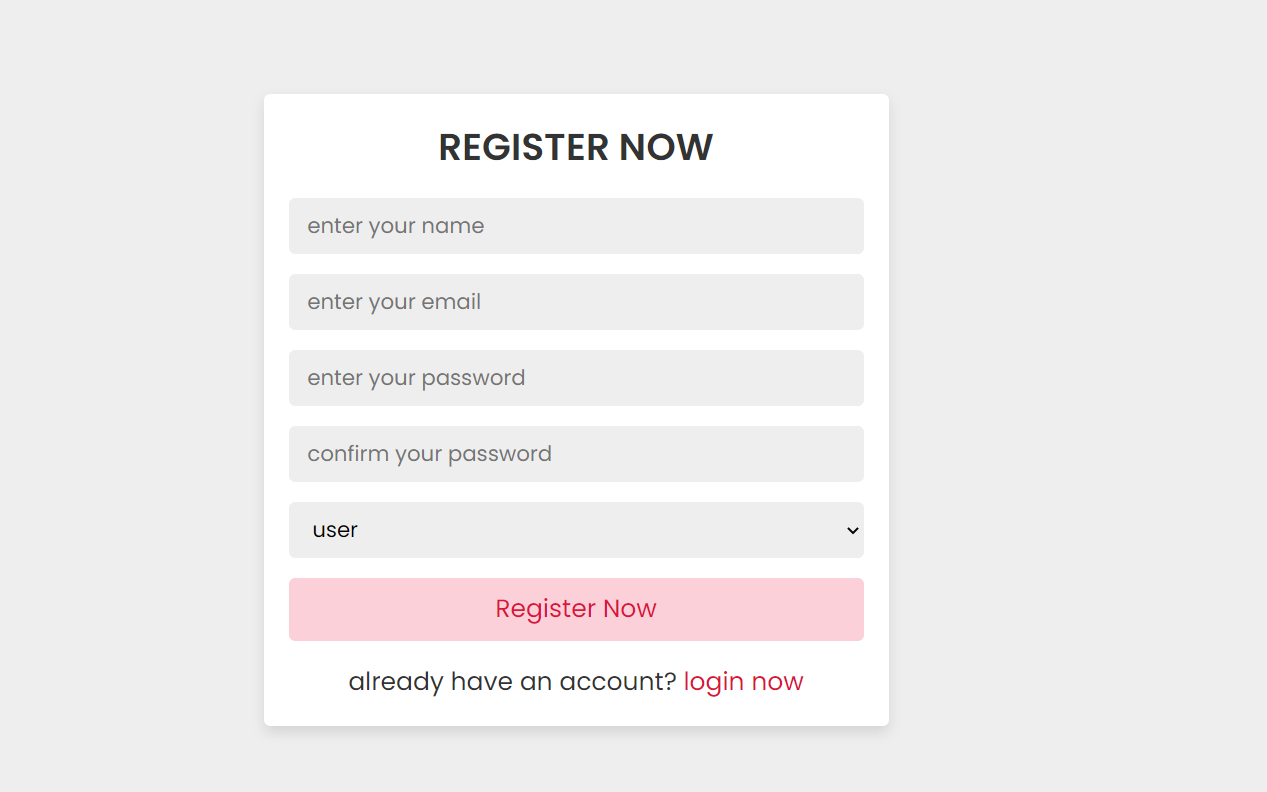 REGISTER NOW
enter your name
enter your email
enter your password
confirm your password
user
Register Now
already have an account? login now